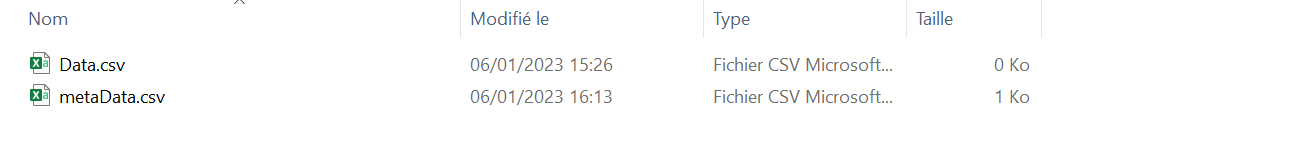 Nom Modifié le Type Taille
Data.csv 06/01/2023 15:26 Fichier CSV Microsoft... 0 Ko
metaData.csv 06/01/2023 16:13 Fichier CSV Microsoft... 1 Ko